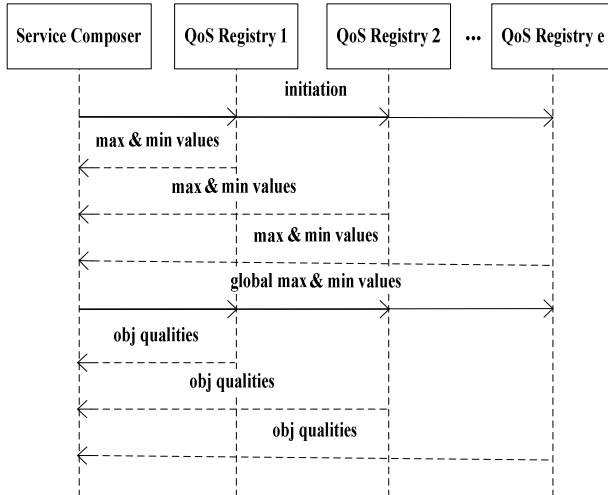 Service Composer
QoS Registry 1
QoS Registry 2
...
QoS Registry e
initiation
max & min values
max & min values
max & min values
global max & min values
obj qualities
obj qualities
obj qualities